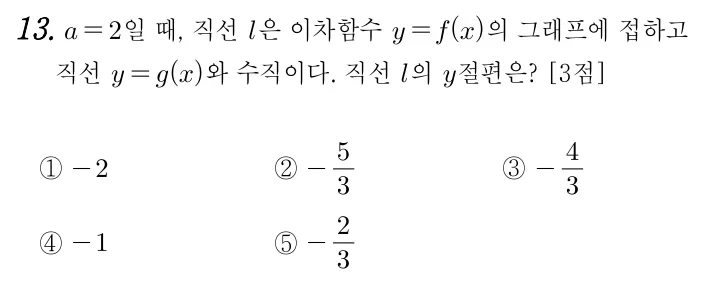 13. a=2일 때, 직선 l은 이차함수 y=f(x)의 그래프에 접하고
직선 y=g(x)와 수직이다. 직선 l의 y절편은? [3점]
① -2 ② -5/3 ③ -4/3
④ -1 ⑤ -2/3